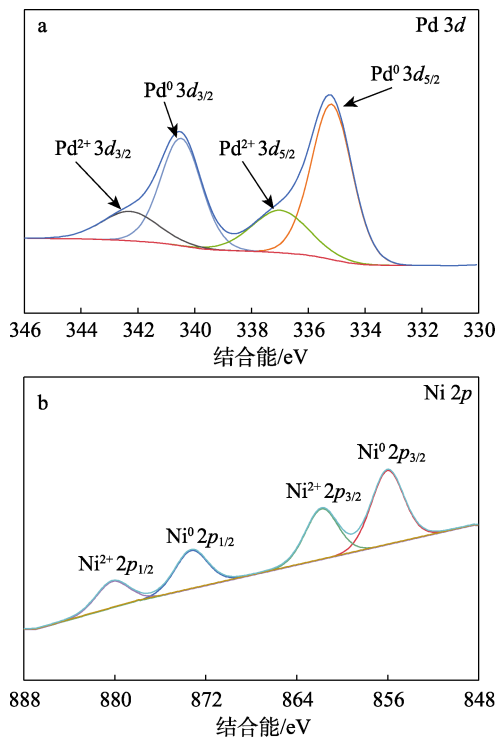 a
Pd 3d
Pd⁰ 3d₃/₂
Pd⁰ 3d₅/₂
Pd²⁺ 3d₃/₂
Pd²⁺ 3d₅/₂
346 344 342 340 338 336 334 332 330
结合能/eV
b
Ni 2p
Ni⁰ 2p₃/₂
Ni²⁺ 2p₃/₂
Ni⁰ 2p₁/₂
Ni²⁺ 2p₁/₂
888 880 872 864 856 848
结合能/eV